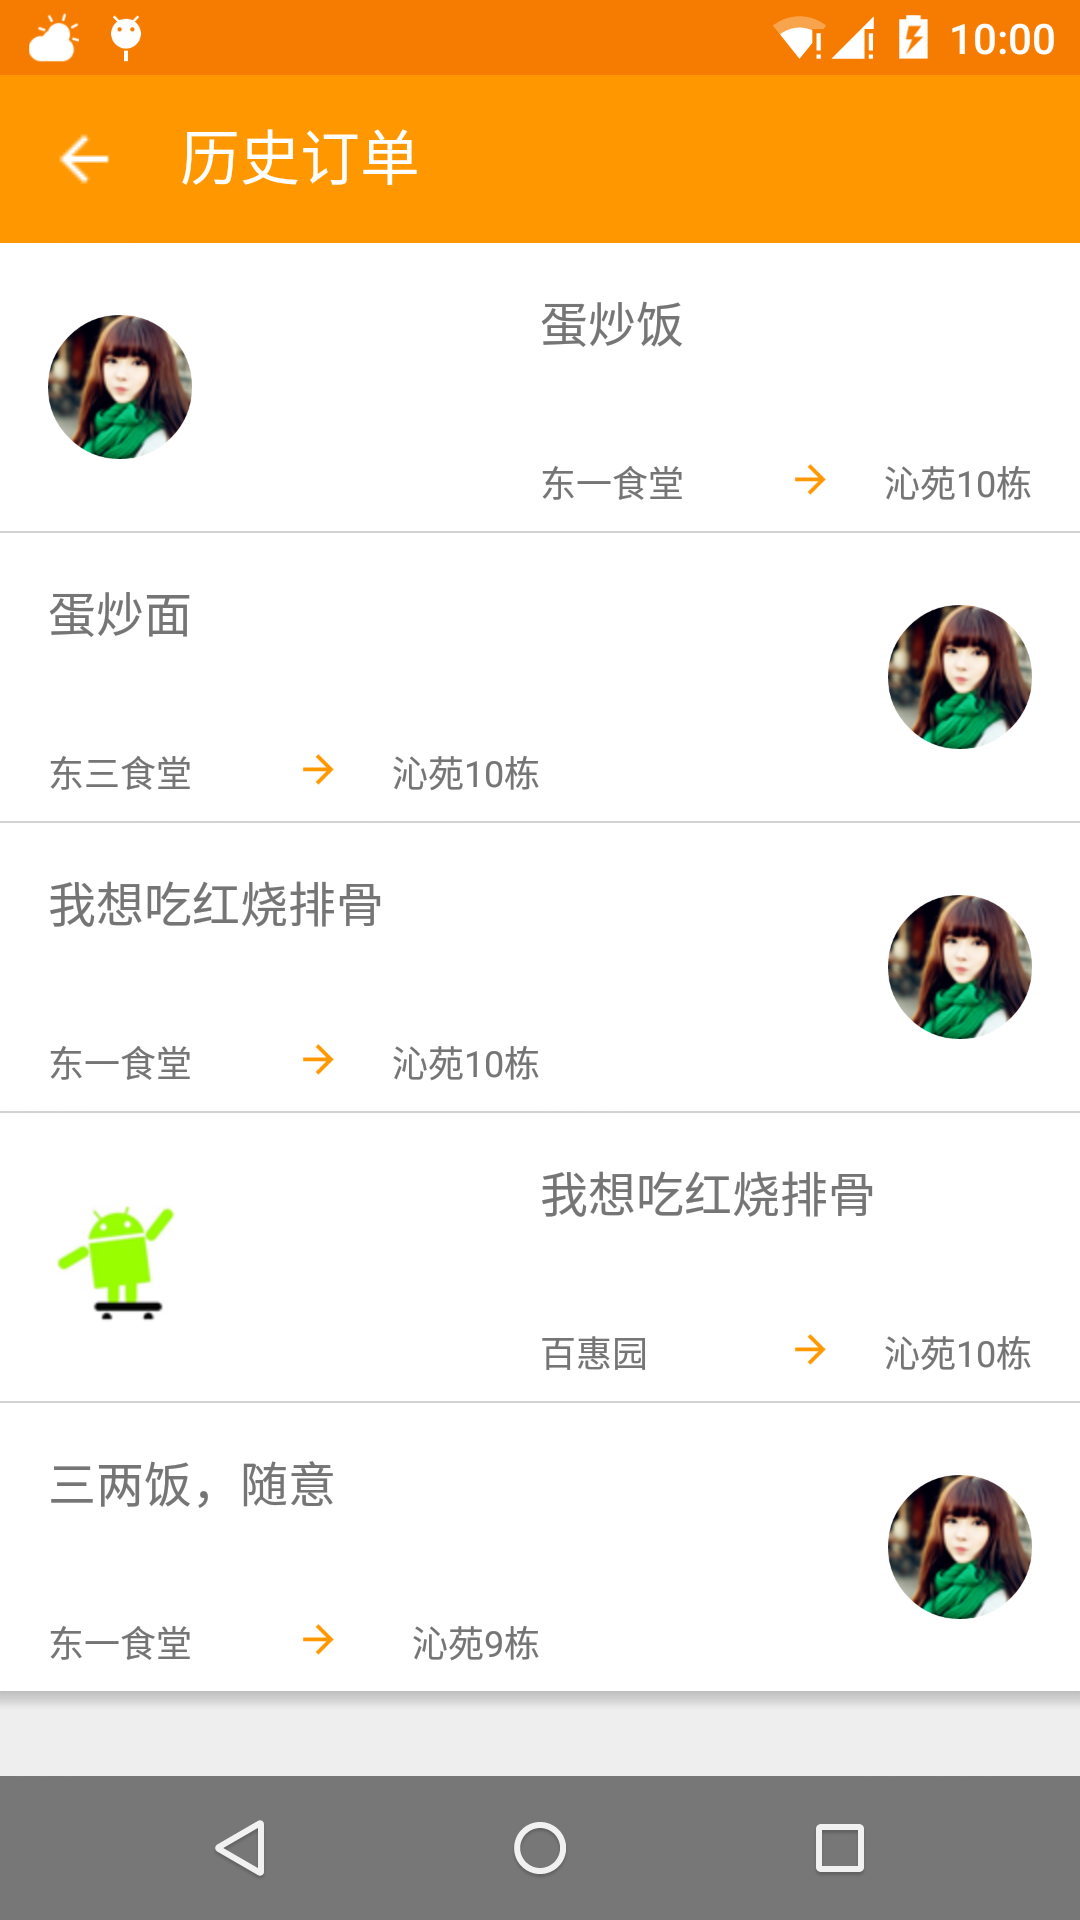 10:00
历史订单
蛋炒饭
东一食堂 沁苑10栋
蛋炒面
东三食堂 沁苑10栋
我想吃红烧排骨
东一食堂 沁苑10栋
我想吃红烧排骨
百惠园 沁苑10栋
三两饭，随意
东一食堂 沁苑9栋